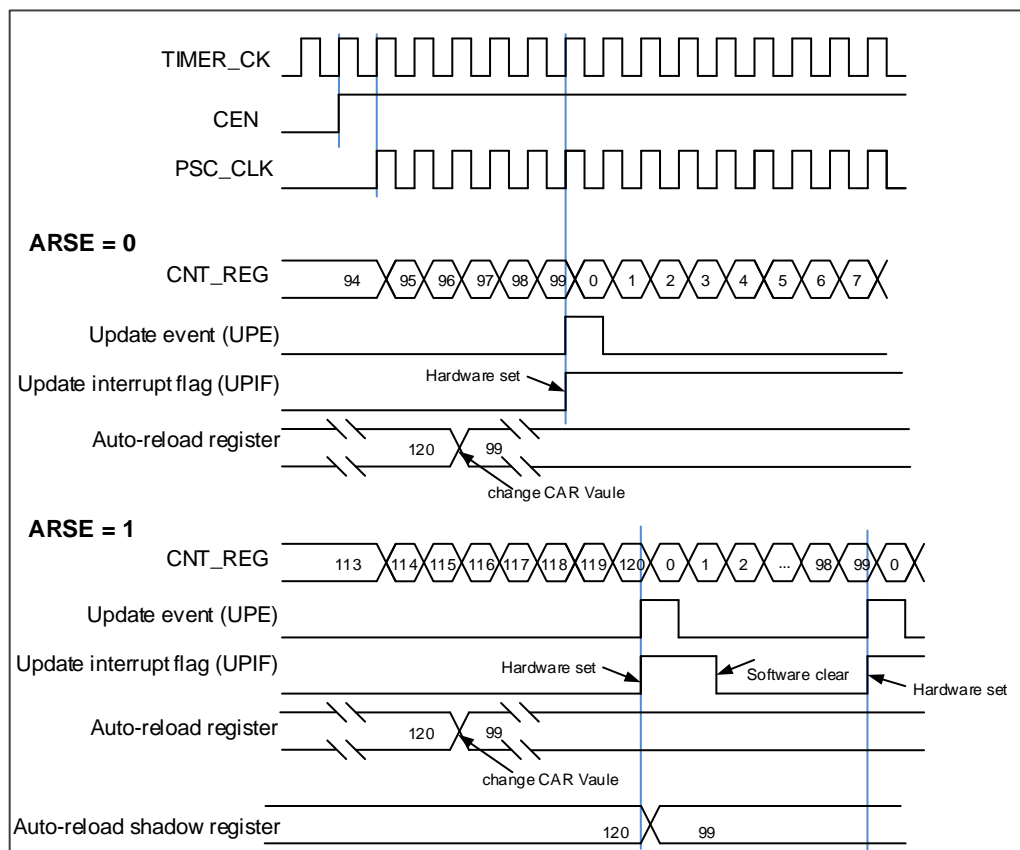 TIMER_CK
CEN
PSC_CLK
ARSE = 0
CNT_REG 94 95 96 97 98 99 0 1 2 3 4 5 6 7
Update event (UPE)
Update interrupt flag (UPIF) Hardware set
Auto-reload register 120 99
change CAR Vaule
ARSE = 1
CNT_REG 113 114 115 116 117 118 119 120 0 1 2 ... 98 99 0
Update event (UPE)
Update interrupt flag (UPIF) Hardware set Software clear Hardware set
Auto-reload register 120 99
change CAR Vaule
Auto-reload shadow register 120 99